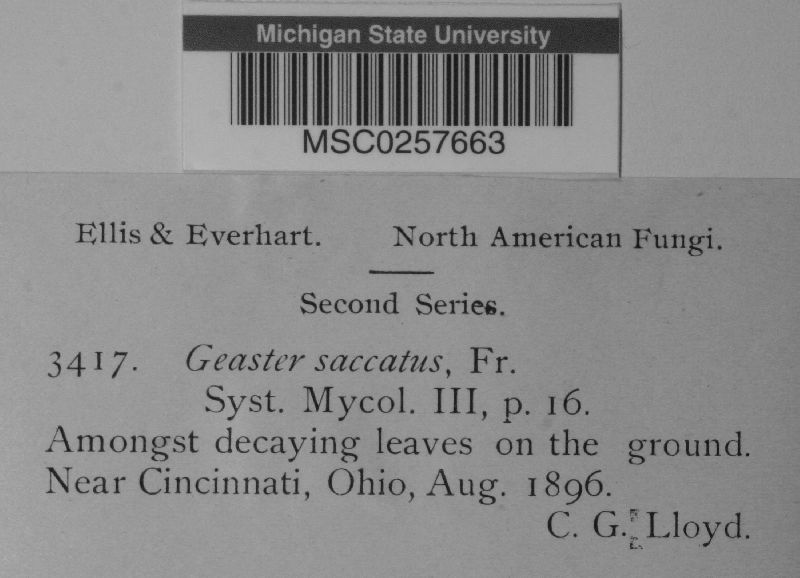 Michigan State University
MSC0257663
Ellis & Everhart. North American Fungi.
Second Series.
3417. Geaster saccatus, Fr.
Syst. Mycol. III, p. 16.
Amongst decaying leaves on the ground.
Near Cincinnati, Ohio, Aug. 1896.
C. G. Lloyd.